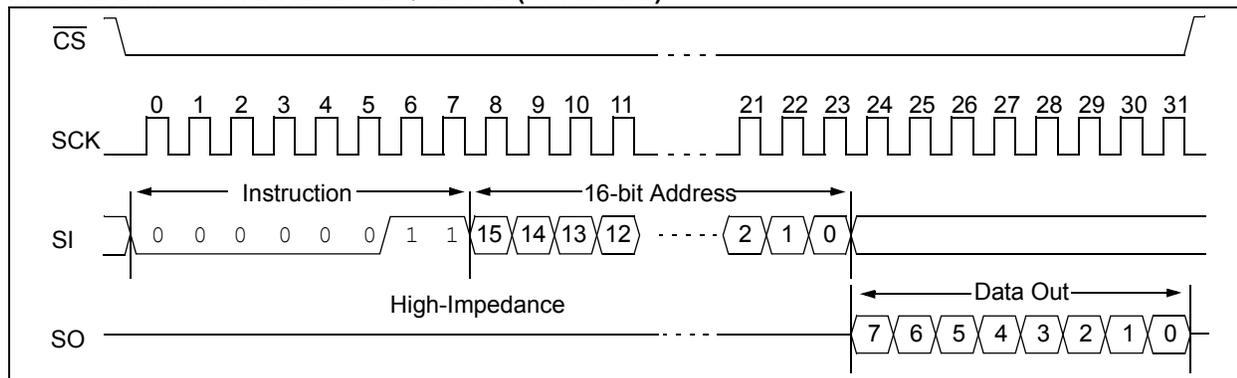 CS
0 1 2 3 4 5 6 7 8 9 10 11 21 22 23 24 25 26 27 28 29 30 31
SCK
Instruction 16-bit Address
SI 0 0 0 0 0 0 1 1 15 14 13 12 2 1 0
High-Impedance Data Out
SO 7 6 5 4 3 2 1 0